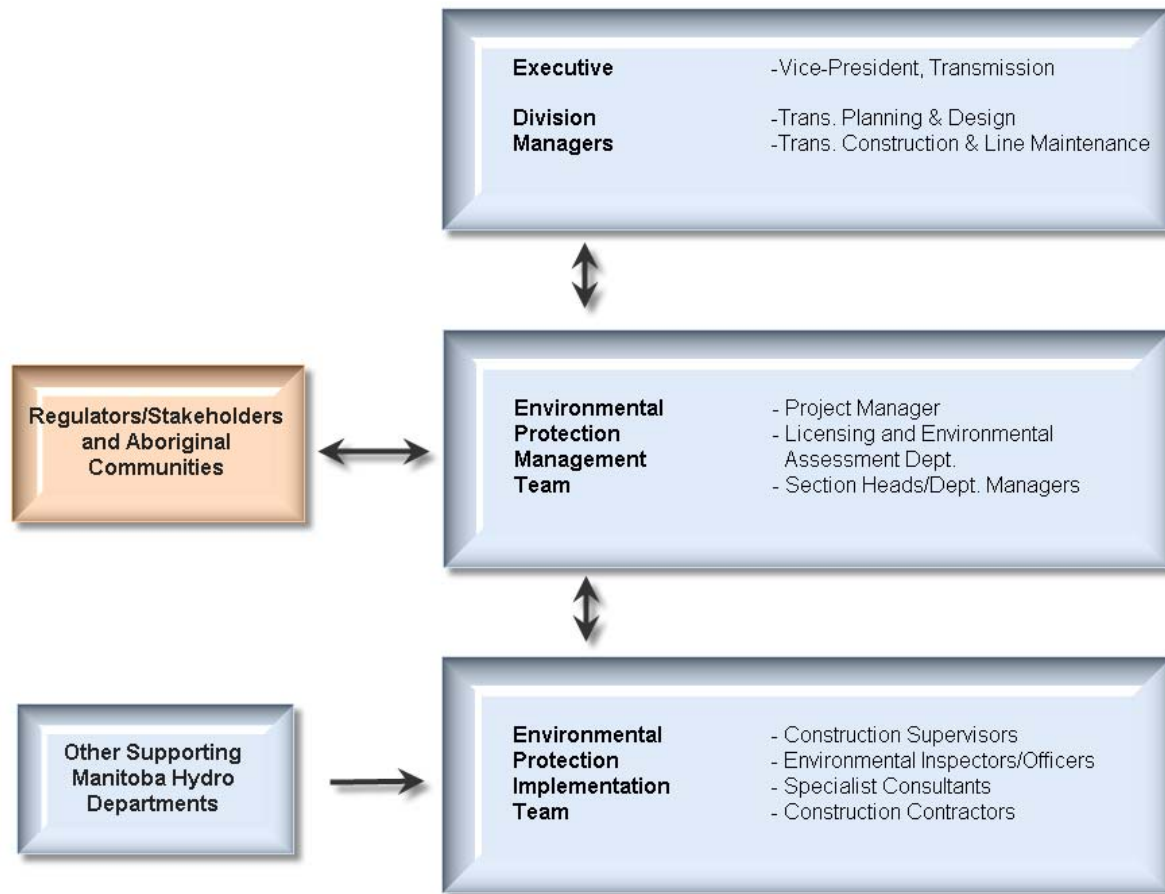 Executive -Vice-President, Transmission
Division -Trans. Planning & Design
Managers -Trans. Construction & Line Maintenance
Regulators/Stakeholders
and Aboriginal
Communities
Environmental - Project Manager
Protection - Licensing and Environmental
Management Assessment Dept.
Team - Section Heads/Dept. Managers
Other Supporting
Manitoba Hydro
Departments
Environmental - Construction Supervisors
Protection - Environmental Inspectors/Officers
Implementation - Specialist Consultants
Team - Construction Contractors